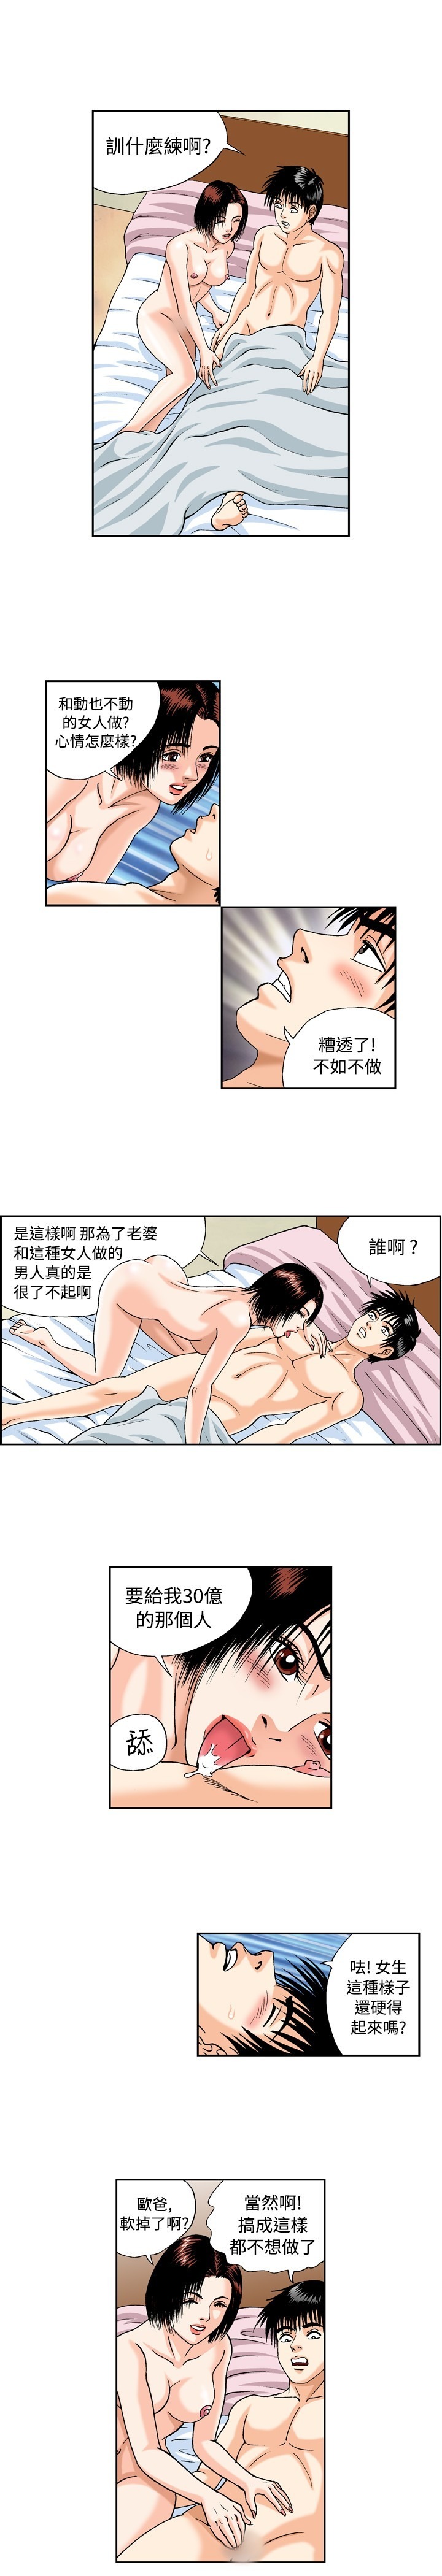 訓什麼練啊?
和動也不動
的女人做?
心情怎麼樣?
糟透了!
不如不做
是這樣啊 那為了老婆
和這種女人做的
男人真的是
很了不起啊
誰啊?
要給我30億
的那個人
舔
呿! 女生
這種樣子
還硬得
起來嗎?
歐爸,
軟掉了啊?
當然啊!
搞成這樣
都不想做了